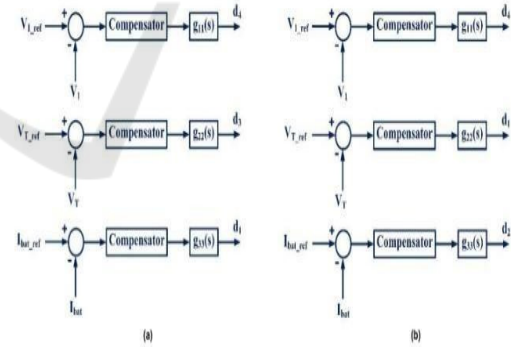 V1_ref + - Compensator g11(s) d4
V1
VT_ref + - Compensator g22(s) d3
VT
Ibat_ref + - Compensator g33(s) d1
Ibat
(a)
V1_ref + - Compensator g11(s) d4
V1
VT_ref + - Compensator g22(s) d1
VT
Ibat_ref + - Compensator g33(s) d2
Ibat
(b)